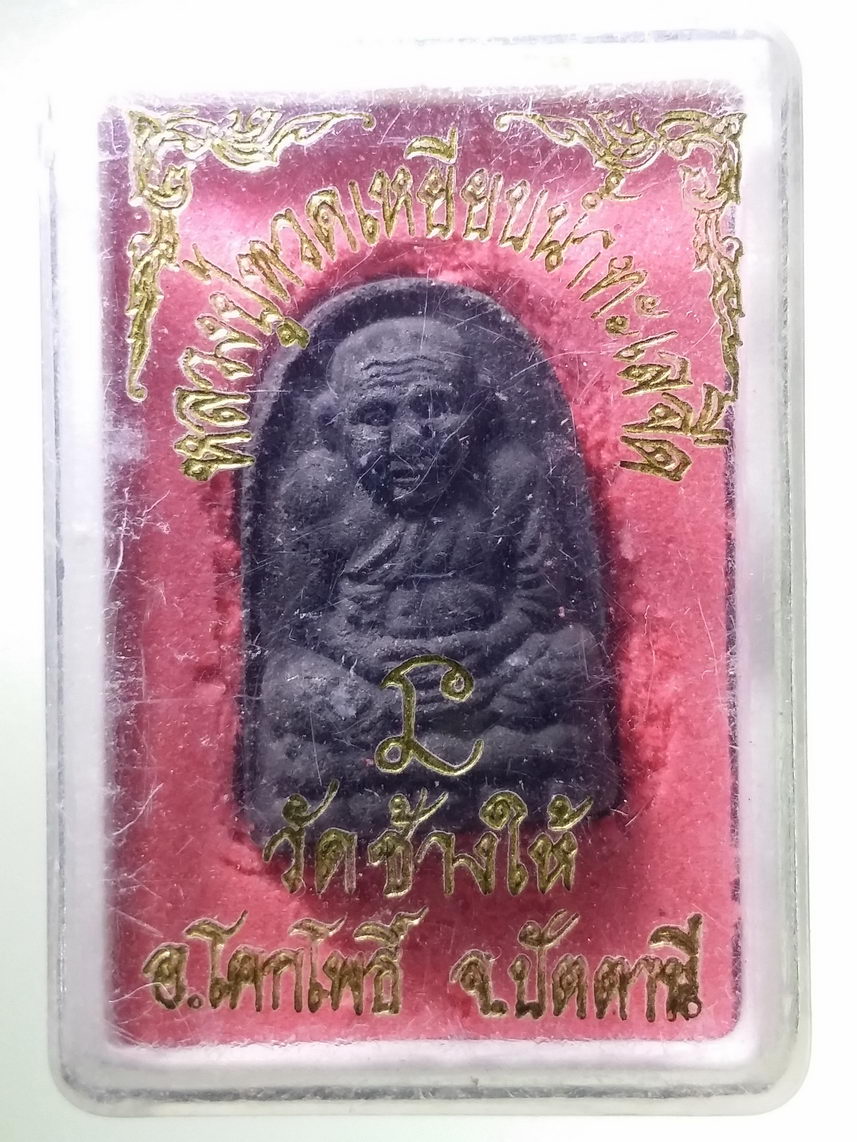 หลวงปู่ทวดเหยียบน้ำทะเลจืด
วัดช้างให้
อ.โคกโพธิ์ จ.ปัตตานี